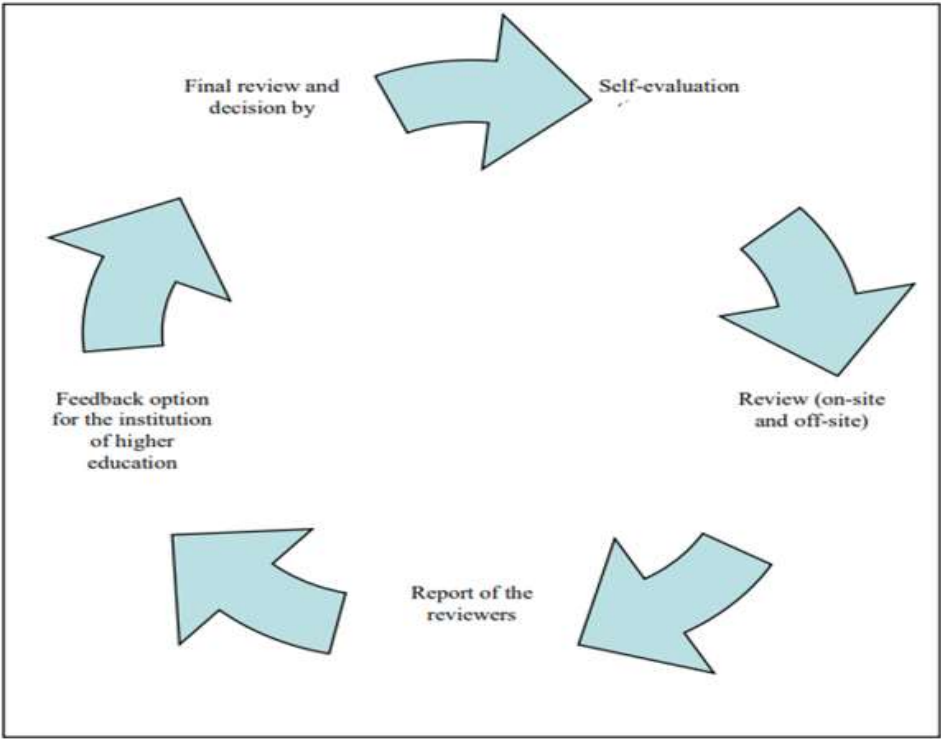 Final review and
decision by
Self-evaluation
Review (on-site
and off-site)
Report of the
reviewers
Feedback option
for the institution
of higher
education